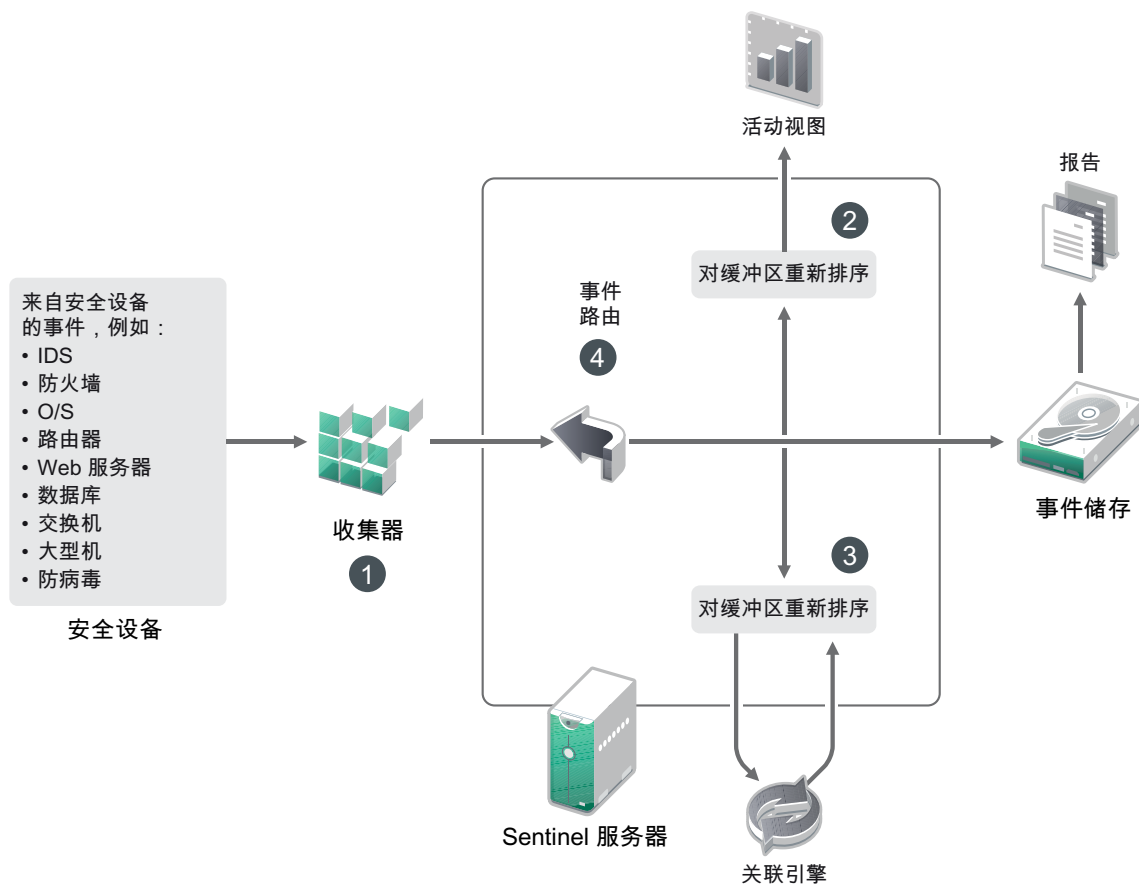 活动视图
报告
2
对缓冲区重新排序
事件
路由
4
来自安全设备
的事件，例如：
• IDS
• 防火墙
• O/S
• 路由器
• Web 服务器
• 数据库
• 交换机
• 大型机
• 防病毒
安全设备
收集器
1
事件储存
3
对缓冲区重新排序
Sentinel 服务器
关联引擎